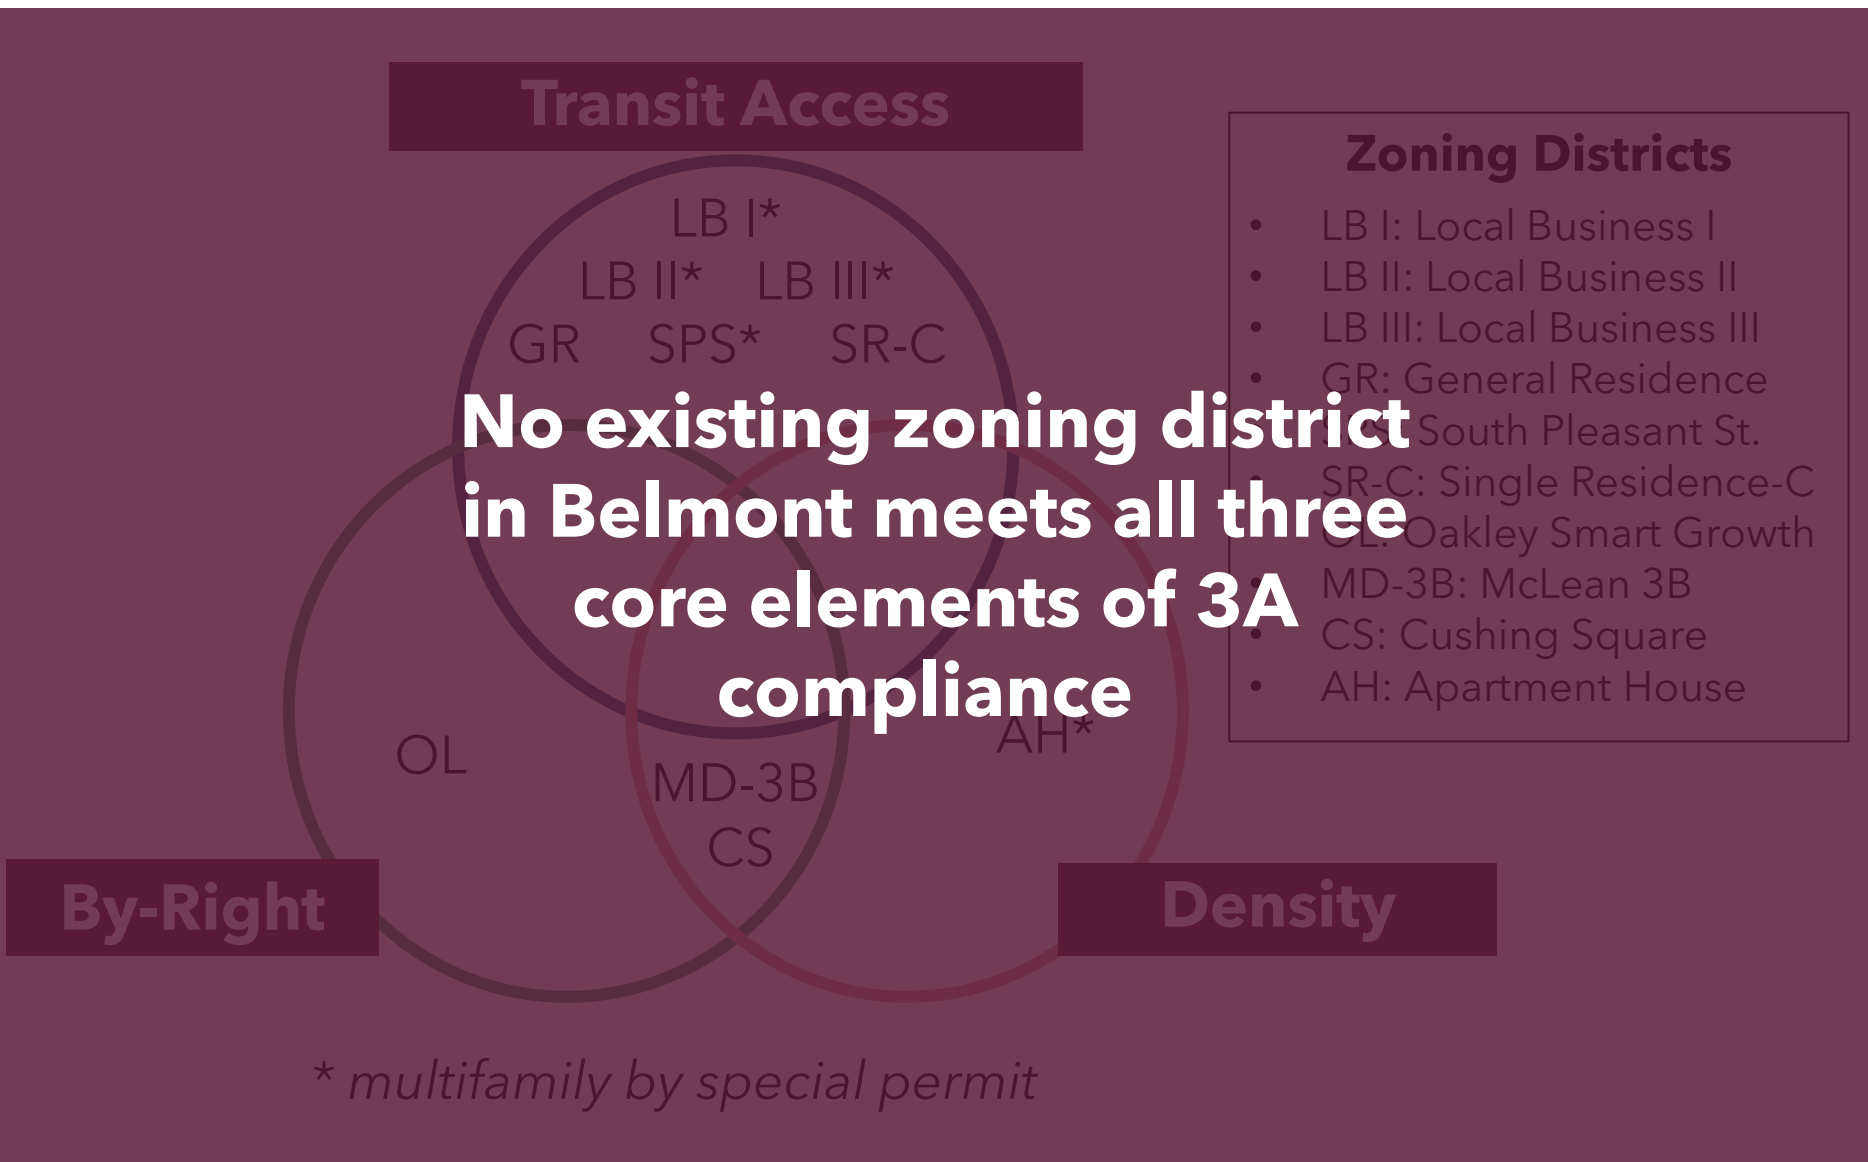 Transit Access
LB I*
LB II* LB III*
GR SPS* SR-C
No existing zoning district
in Belmont meets all three
core elements of 3A
compliance
OL
AH*
MD-3B
CS
By-Right
Density
* multifamily by special permit
Zoning Districts
• LB I: Local Business I
• LB II: Local Business II
• LB III: Local Business III
• GR: General Residence
SPS: South Pleasant St.
• SR-C: Single Residence-C
OL: Oakley Smart Growth
• MD-3B: McLean 3B
• CS: Cushing Square
• AH: Apartment House